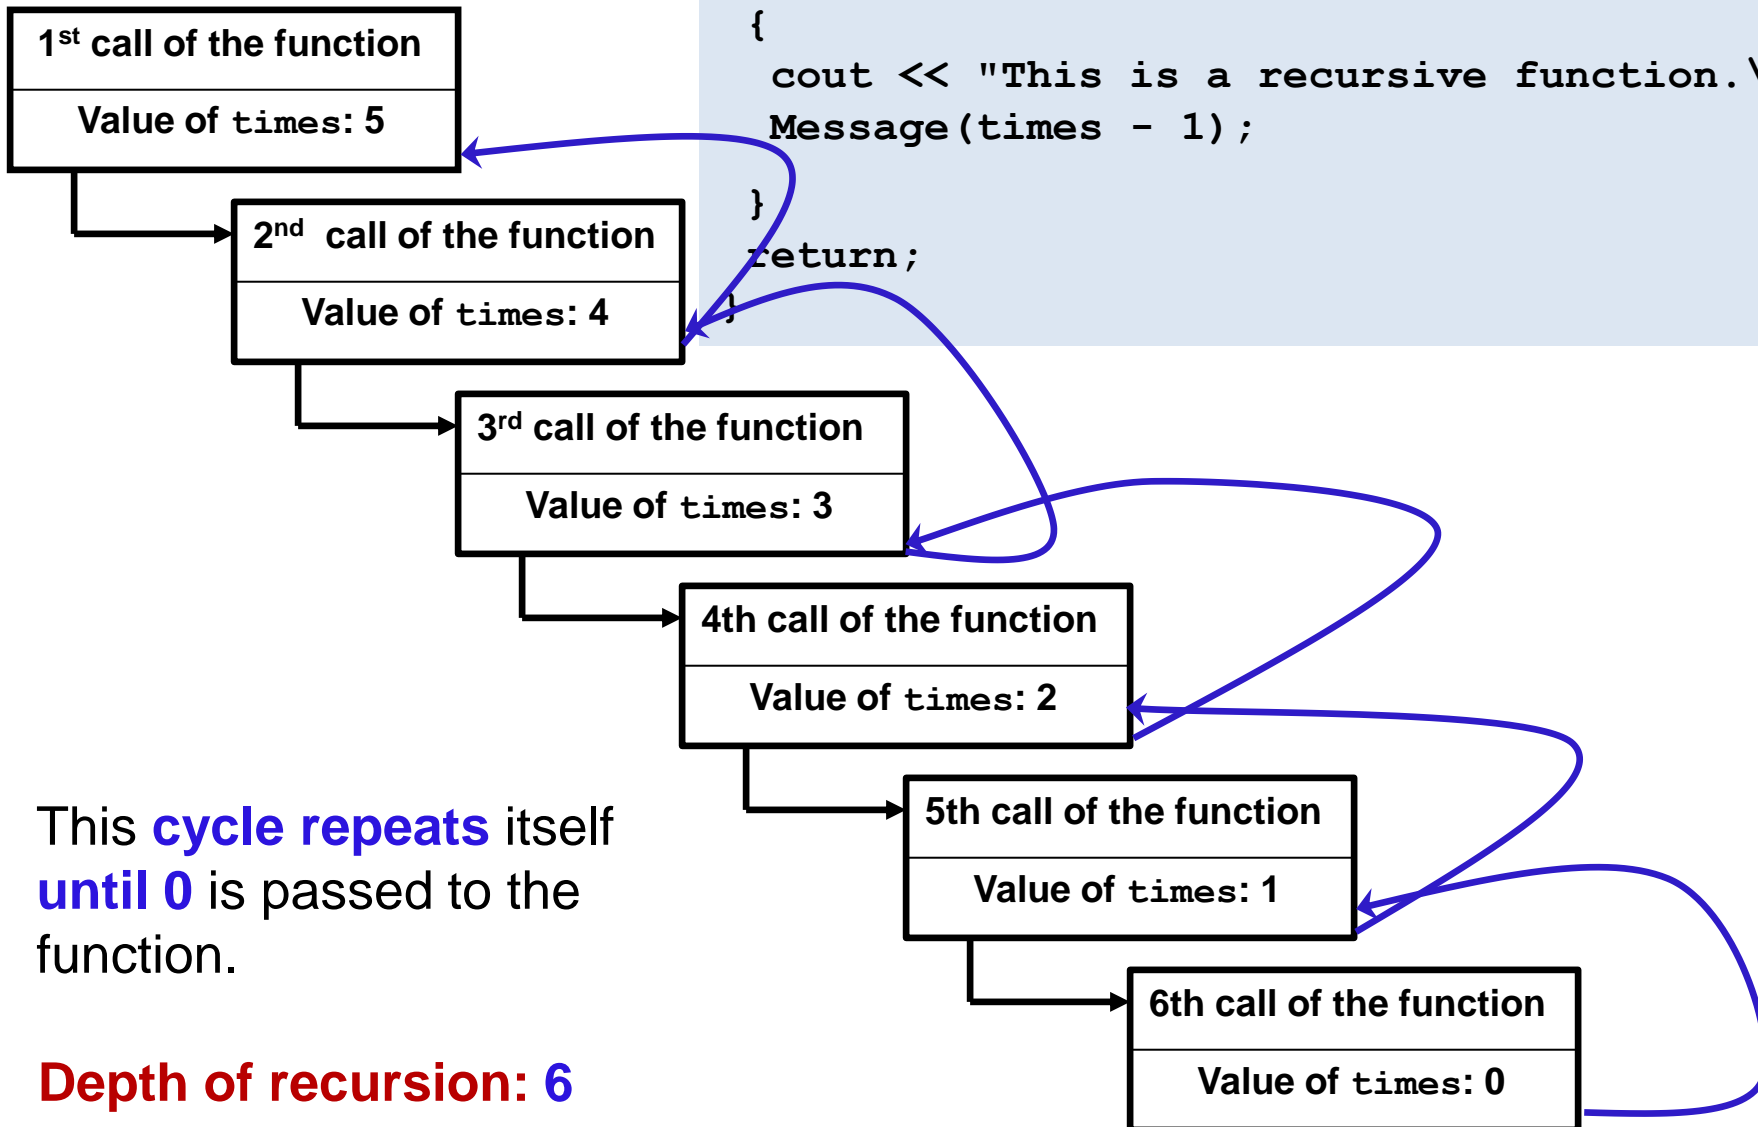 1st call of the function
Value of times: 5
{
cout << "This is a recursive function.\
Message(times - 1);
}
return;
}
2nd call of the function
Value of times: 4
3rd call of the function
Value of times: 3
4th call of the function
Value of times: 2
5th call of the function
Value of times: 1
6th call of the function
Value of times: 0
This cycle repeats itself
until 0 is passed to the
function.
Depth of recursion: 6